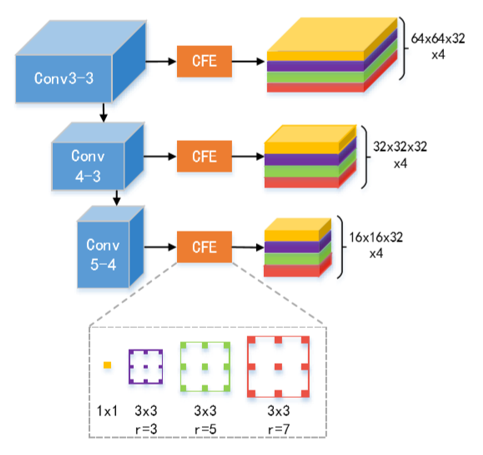 Conv3-3
CFE
64x64x32
x4
Conv
4-3
CFE
32x32x32
x4
Conv
5-4
CFE
16x16x32
x4
1x1
3x3
r=3
3x3
r=5
3x3
r=7